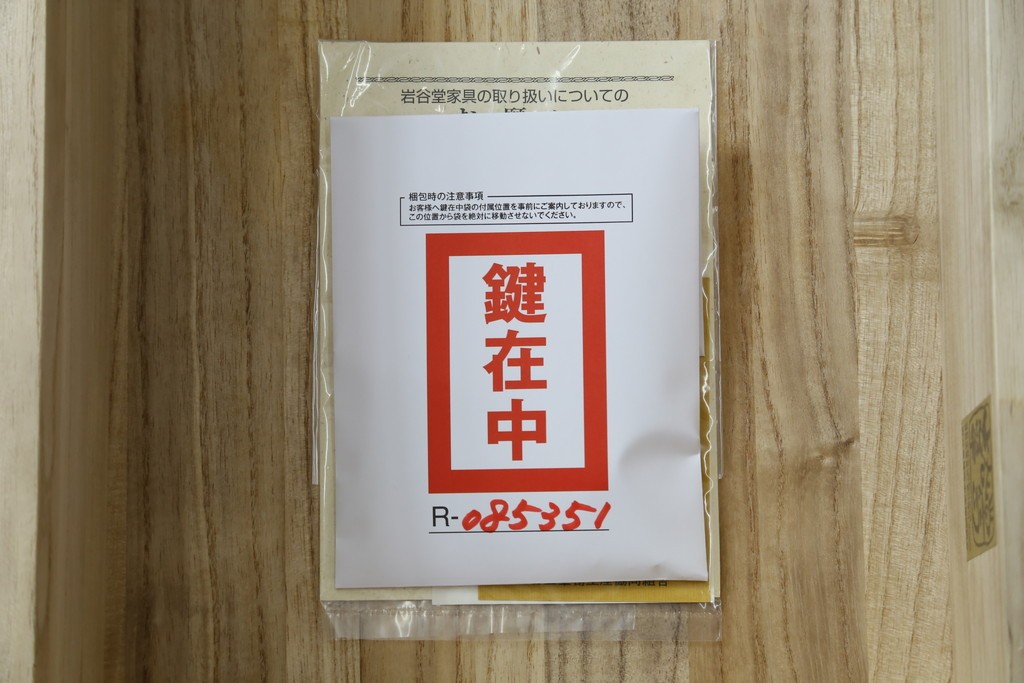 岩谷堂家具の取り扱いについての
梱包時の注意事項
お客様へ鍵在中袋の付属位置を事前にご案内しておりますので、
この位置から袋を絶対に移動させないでください。
鍵在中
R-085351